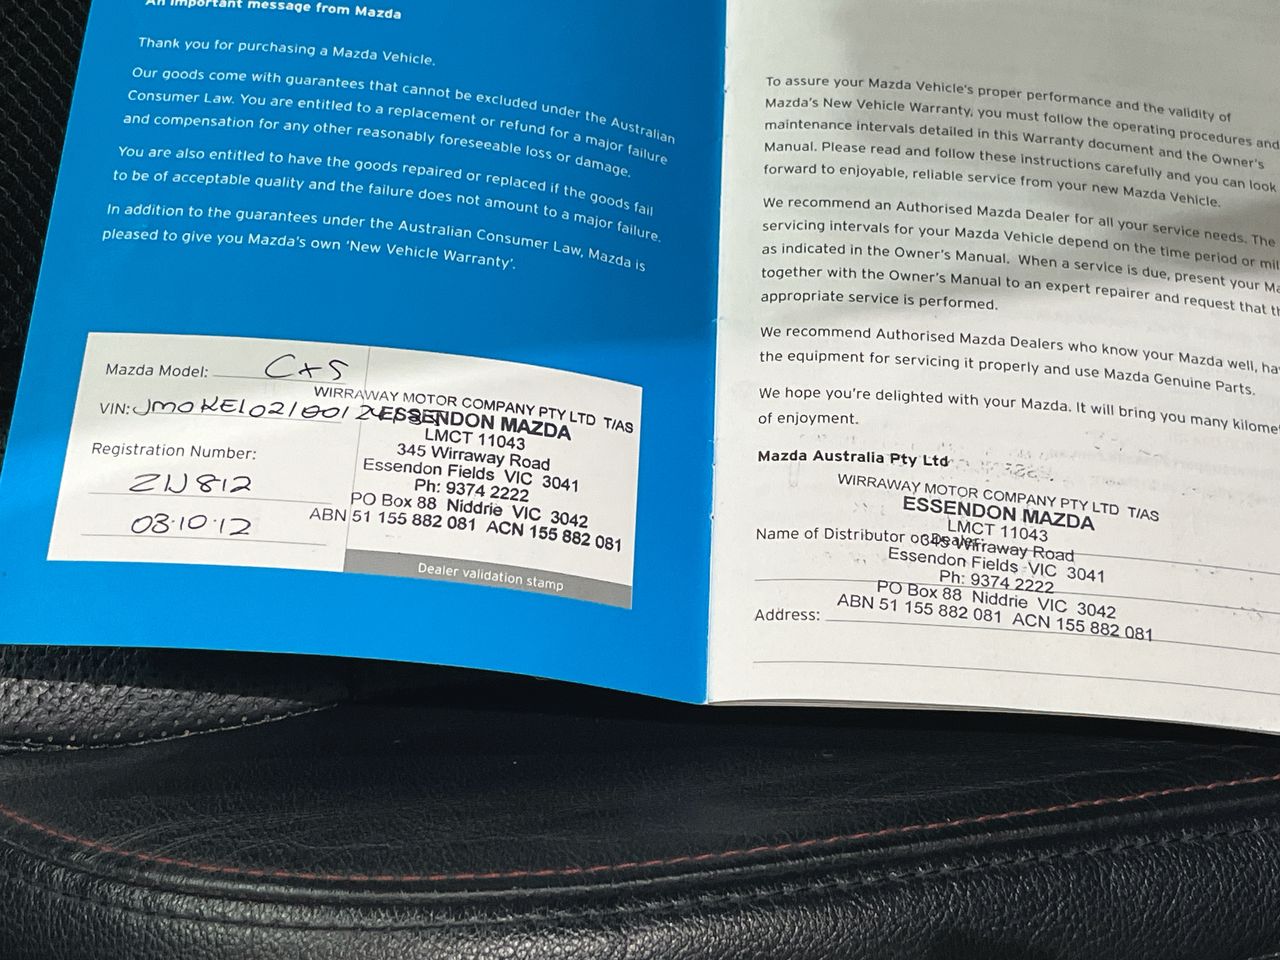 An important message from Mazda
Thank you for purchasing a Mazda Vehicle.
Our goods come with guarantees that cannot be excluded under the Australian
Consumer Law. You are entitled to a replacement or refund for a major failure
and compensation for any other reasonably foreseeable loss or damage.
You are also entitled to have the goods repaired or replaced if the goods fail
to be of acceptable quality and the failure does not amount to a major failure.
In addition to the guarantees under the Australian Consumer Law, Mazda is
pleased to give you Mazda's own 'New Vehicle Warranty'.
Mazda Model: Cx5
VIN:
Registration Number:
ZIJ812
03·10·12
WIRRAWAY MOTOR COMPANY PTY LTD T/AS
ESSENDON MAZDA
LMCT 11043
345 Wirraway Road
Essendon Fields VIC 3041
Ph: 9374 2222
PO Box 88 Niddrie VIC 3042
ABN 51 155 882 081 ACN 155 882 081
Dealer validation stamp
To assure your Mazda Vehicle's proper performance and the validity of
Mazda's New Vehicle Warranty, you must follow the operating procedures and
maintenance intervals detailed in this Warranty document and the Owner's
Manual. Please read and follow these instructions carefully and you can look
forward to enjoyable, reliable service from your new Mazda Vehicle.
We recommend an Authorised Mazda Dealer for all your service needs. The
servicing intervals for your Mazda Vehicle depend on the time period or
as indicated in the Owner's Manual. When a service is due, present your
together with the Owner's Manual to an expert repairer and request that
appropriate service is performed.
We recommend Authorised Mazda Dealers who know your Mazda well,
the equipment for servicing it properly and use Mazda Genuine Parts.
We hope you're delighted with your Mazda. It will bring you many
of enjoyment.
Mazda Australia Pty Ltd
WIRRAWAY MOTOR COMPANY PTY LTD T/AS
ESSENDON MAZDA
LMCT 11043
Name of Distributor or Dealer:
345 Wirraway Road
Essendon Fields VIC 3041
Ph: 9374 2222
PO Box 88 Niddrie VIC 3042
ABN 51 155 882 081 ACN 155 882 081
Address: